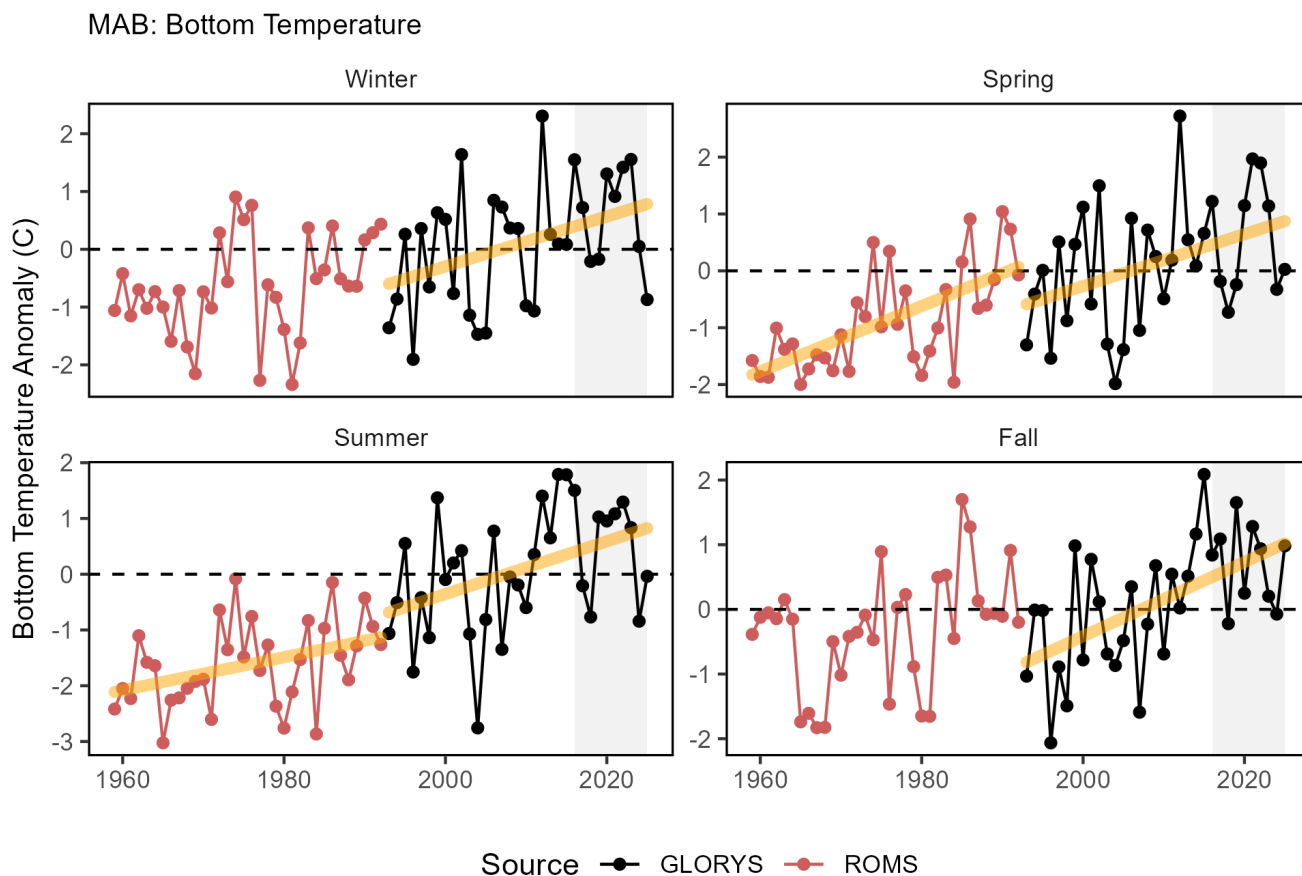 MAB: Bottom Temperature
Winter
Spring
Bottom Temperature Anomaly (C)
2
1
0
-1
-2
2
1
0
-1
-2
Summer
Fall
2
1
0
-1
-2
-3
2
1
0
-1
-2
1960 1980 2000 2020
1960 1980 2000 2020
Source GLORYS ROMS